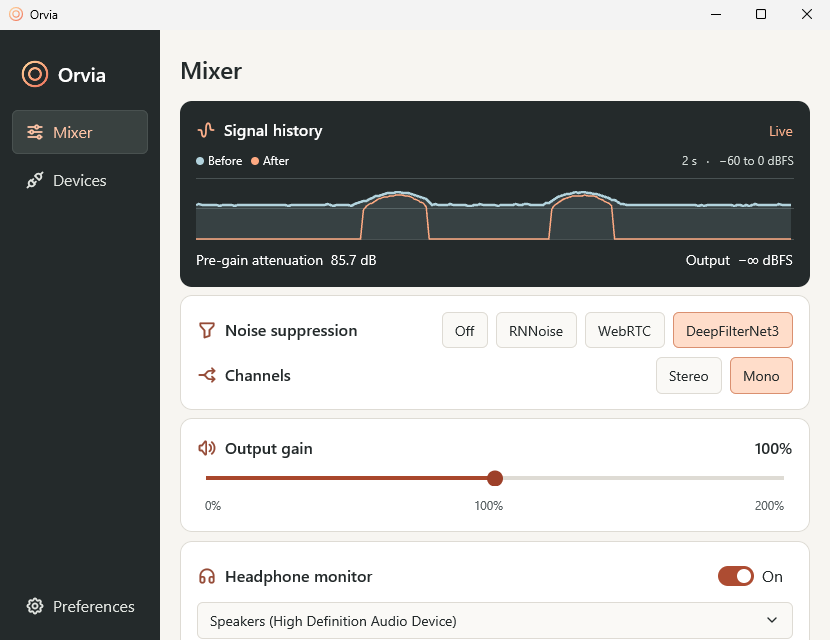 Orvia
Orvia
Mixer
Devices
Preferences
Mixer
Signal history
Live
Before After
2 s · −60 to 0 dBFS
Pre-gain attenuation 85.7 dB
Output −∞ dBFS
Noise suppression
Off RNNoise WebRTC DeepFilterNet3
Channels
Stereo Mono
Output gain
100%
0% 100% 200%
Headphone monitor
On
Speakers (High Definition Audio Device)